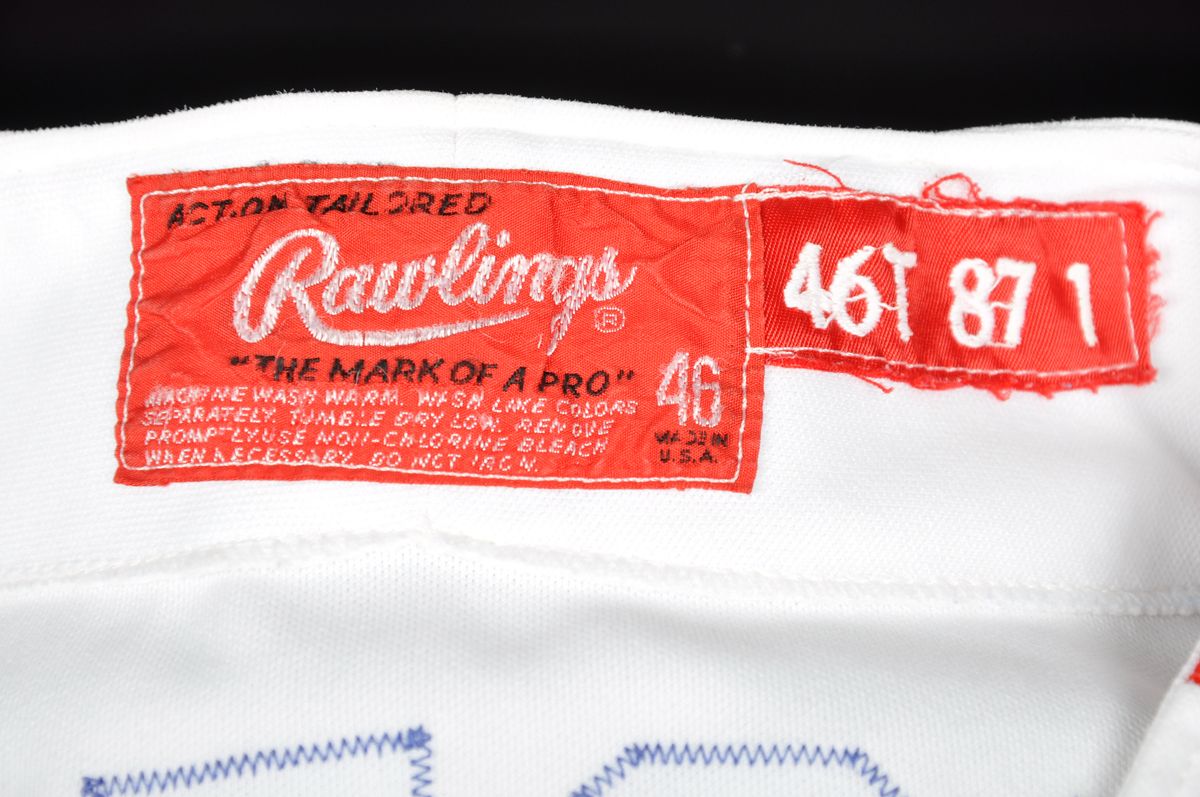 ACTION TAILORED
Rawlings ®
"THE MARK OF A PRO"
46
MACHINE WASH WARM. WASH LIKE COLORS
SEPARATELY. TUMBLE DRY LOW. REMOVE
PROMPTLY. USE NON-CHLORINE BLEACH
WHEN NECESSARY. DO NOT IRON.
MADE IN
U.S.A.
46T 87 1